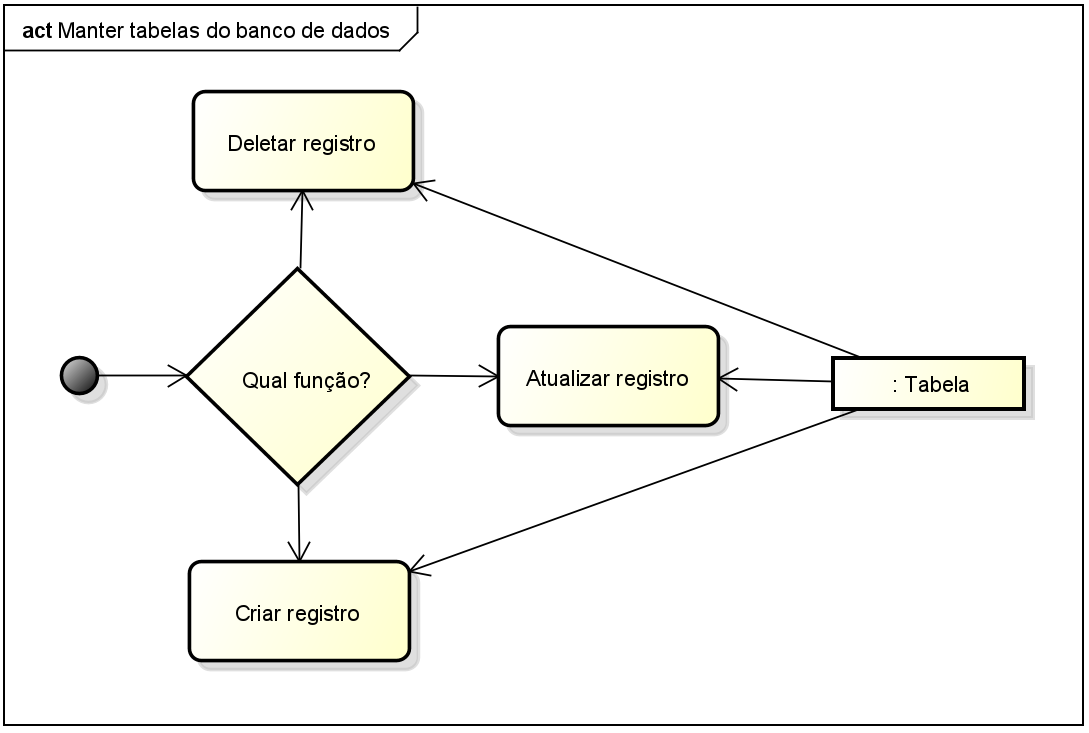 act Manter tabelas do banco de dados
Deletar registro
Qual função?
Atualizar registro
: Tabela
Criar registro